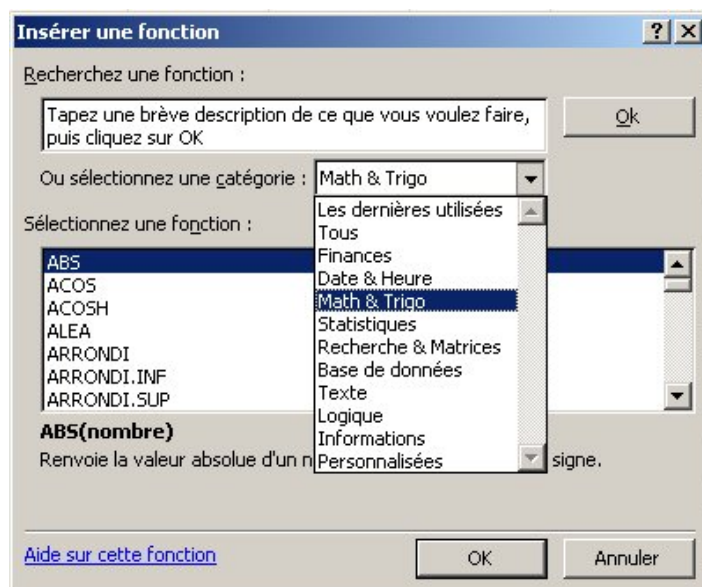 Insérer une fonction
Recherchez une fonction :
Tapez une brève description de ce que vous voulez faire,
puis cliquez sur OK
Ok
Ou sélectionnez une catégorie : Math & Trigo
Les dernières utilisées
Tous
Finances
Date & Heure
Math & Trigo
Statistiques
Recherche & Matrices
Base de données
Texte
Logique
Informations
Personnalisées
Sélectionnez une fonction :
ABS
ACOS
ACOSH
ALEA
ARRONDI
ARRONDI.INF
ARRONDI.SUP
ABS(nombre)
Renvoie la valeur absolue d'un n signe.
Aide sur cette fonction
OK
Annuler